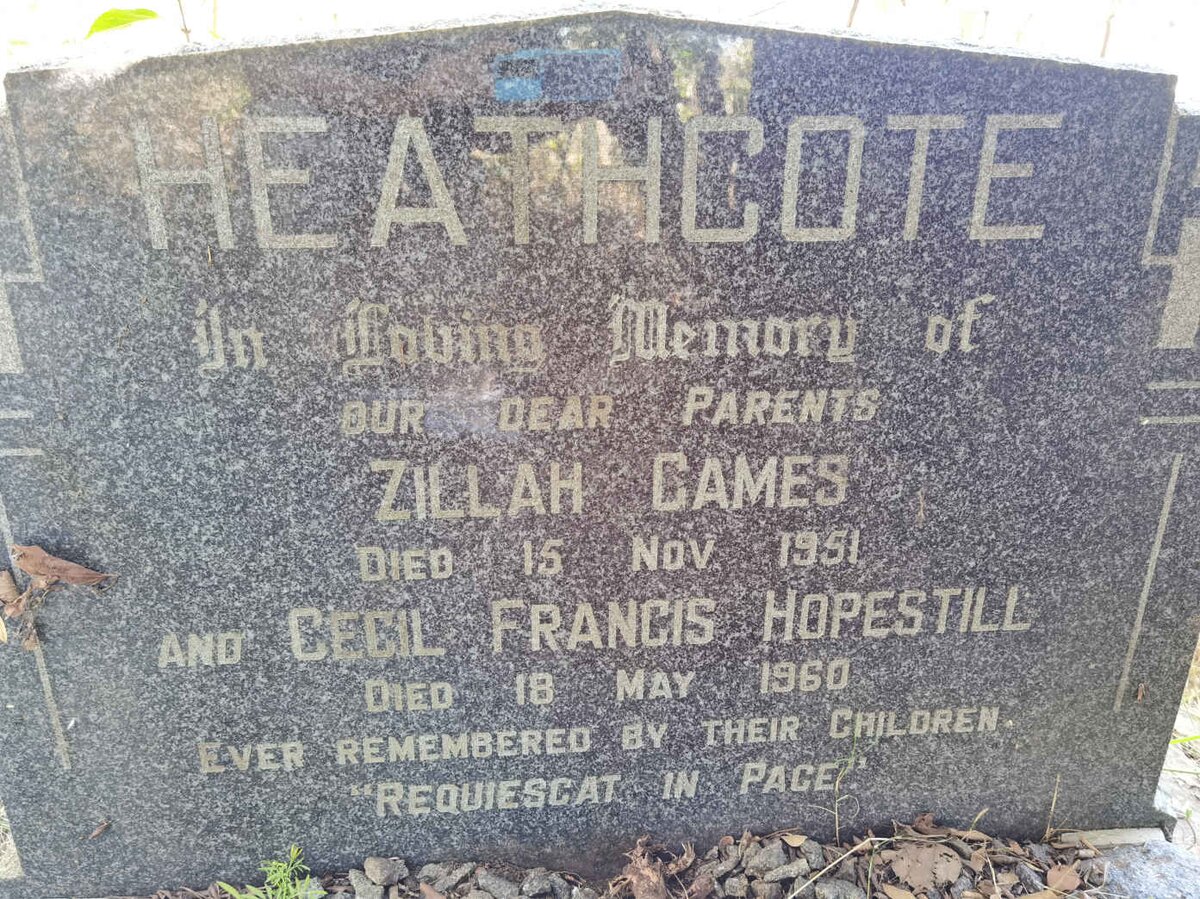 HEATHCOTE
In Loving Memory of
OUR DEAR PARENTS
ZILLAH CAMES
DIED 15 NOV 1951
AND CECIL FRANCIS HOPESTILL
DIED 18 MAY 1960
EVER REMEMBERED BY THEIR CHILDREN.
"REQUIESCAT IN PACE."